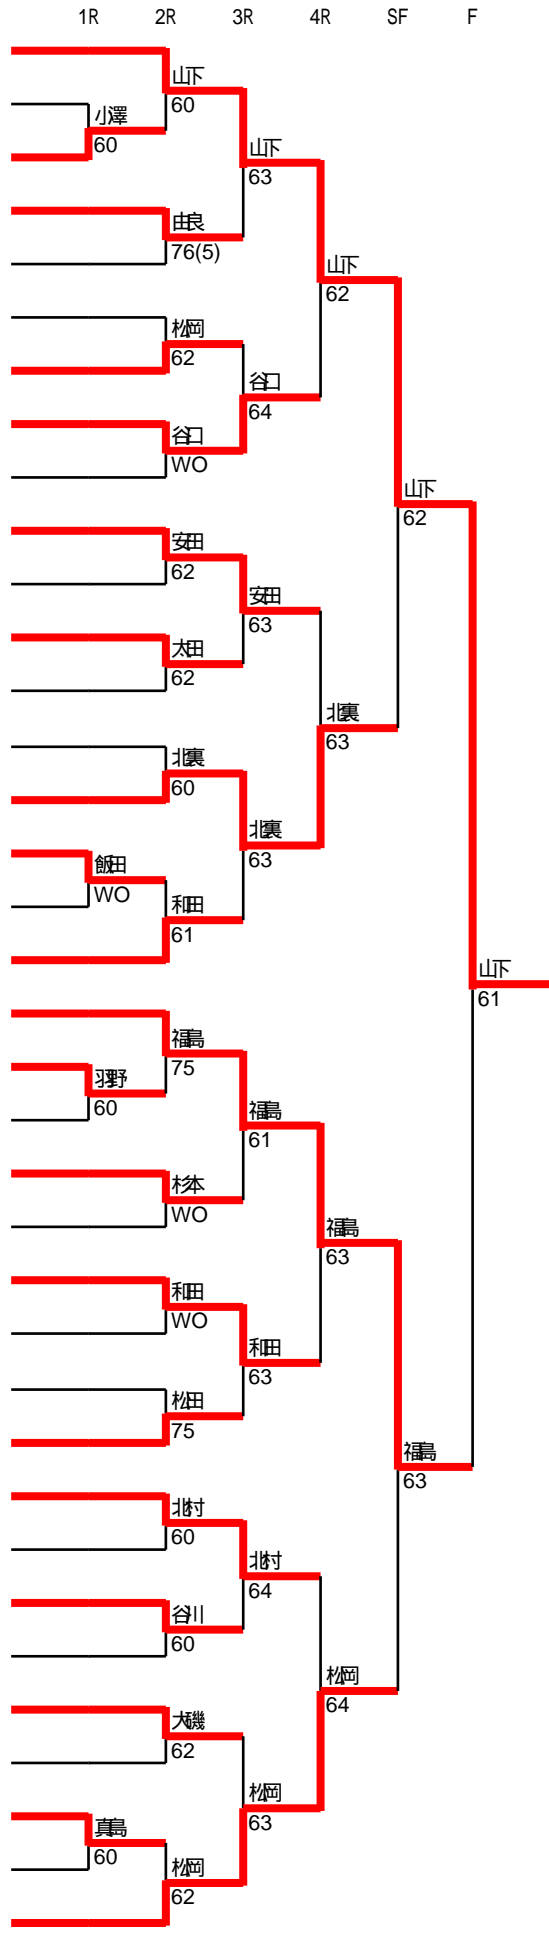 1R 2R 3R 4R SF F
山下
60
小澤
60
山下
63
由良
76(5)
山下
62
松岡
62
谷口
64
谷口
WO
山下
62
安田
62
安田
63
太田
62
北裏
63
北裏
60
北裏
63
飯田
WO
和田
61
山下
61
福島
75
羽野
60
福島
61
杉本
WO
福島
63
和田
WO
和田
63
松田
75
福島
63
北村
60
北村
64
谷川
60
松岡
64
大磯
62
松岡
63
真島
60
松岡
62